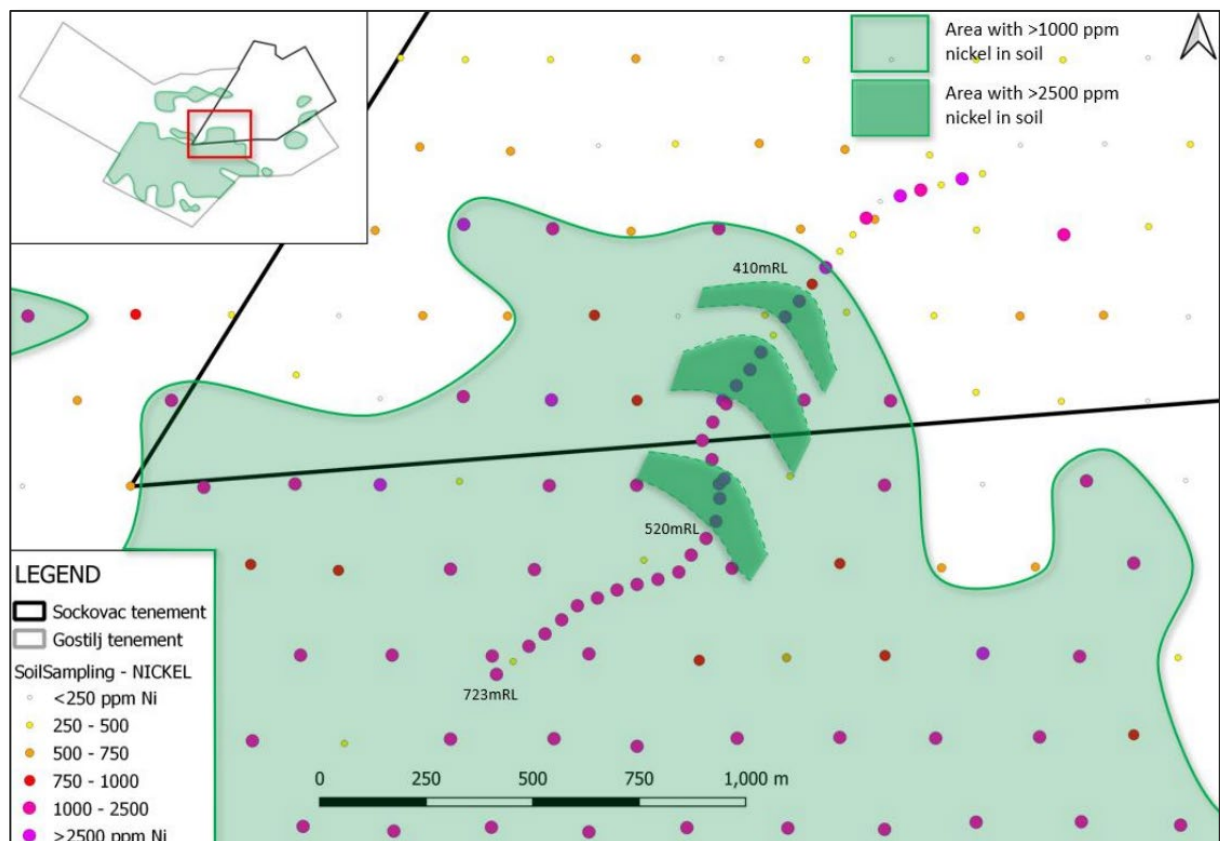 Area with >1000 ppm
nickel in soil
Area with >2500 ppm
nickel in soil
410mRL
520mRL
723mRL
LEGEND
Sockovac tenement
Gostilj tenement
SoilSampling - NICKEL
<250 ppm Ni
250 - 500
500 - 750
750 - 1000
1000 - 2500
>2500 ppm Ni
0 250 500 750 1,000 m